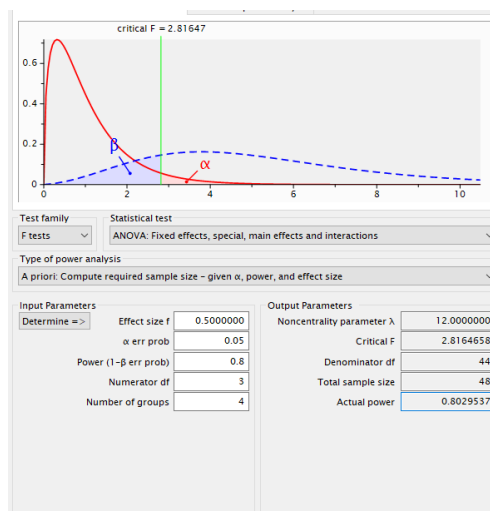 critical F = 2.81647
0.6
0.4
0.2
0
β
α
0 2 4 6 8 10
Test family Statistical test
F tests ANOVA: Fixed effects, special, main effects and interactions
Type of power analysis
A priori: Compute required sample size – given α, power, and effect size
Input Parameters Output Parameters
Determine => Effect size f 0.5000000 Noncentrality parameter λ 12.0000000
α err prob 0.05 Critical F 2.8164658
Power (1-β err prob) 0.8 Denominator df 44
Numerator df 3 Total sample size 48
Number of groups 4 Actual power 0.8029537